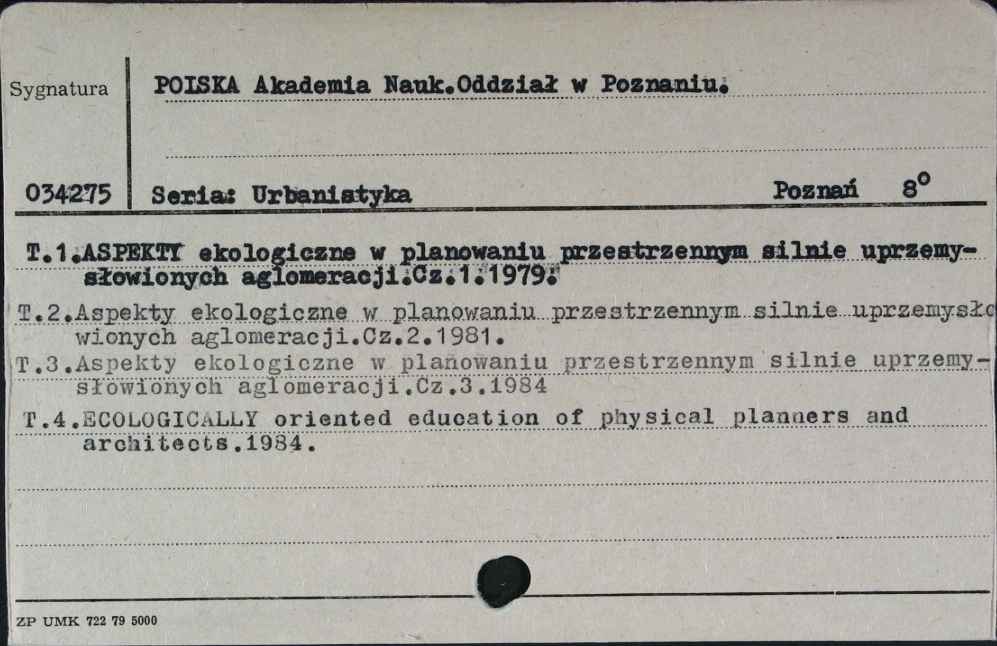 Sygnatura
POLSKA Akademia Nauk.Oddział w Poznaniu.
034275
Seria: Urbanistyka
Poznań 8°
T.1.ASPEKTY ekologiczne w planowaniu przestrzennym silnie uprzemy-
słowionych aglomeracji.Cz.1.1979.
T.2.Aspekty ekologiczne w planowaniu przestrzennym silnie uprzemysło
wionych aglomeracji.Cz.2.1981.
T.3.Aspekty ekologiczne w planowaniu przestrzennym silnie uprzemy-
słowionych aglomeracji.Cz.3.1984
T.4.ECOLOGICALLY oriented education of physical planners and
architects.1984.
ZP UMK 722 79 5000